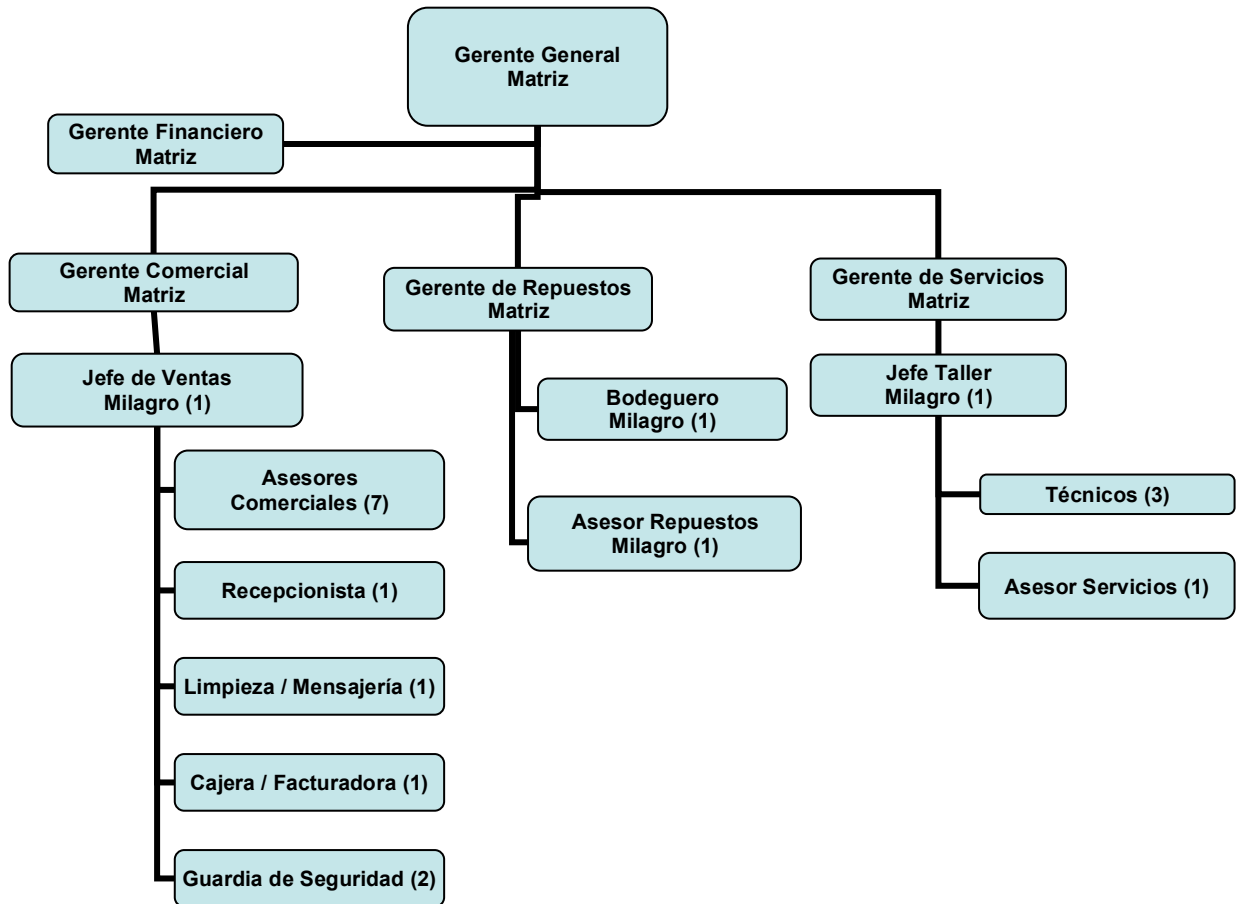 Gerente General
Matriz
Gerente Financiero
Matriz
Gerente Comercial
Matriz
Gerente de Repuestos
Matriz
Gerente de Servicios
Matriz
Jefe de Ventas
Milagro (1)
Bodeguero
Milagro (1)
Jefe Taller
Milagro (1)
Asesores
Comerciales (7)
Asesor Repuestos
Milagro (1)
Técnicos (3)
Recepcionista (1)
Asesor Servicios (1)
Limpieza / Mensajería (1)
Cajera / Facturadora (1)
Guardia de Seguridad (2)